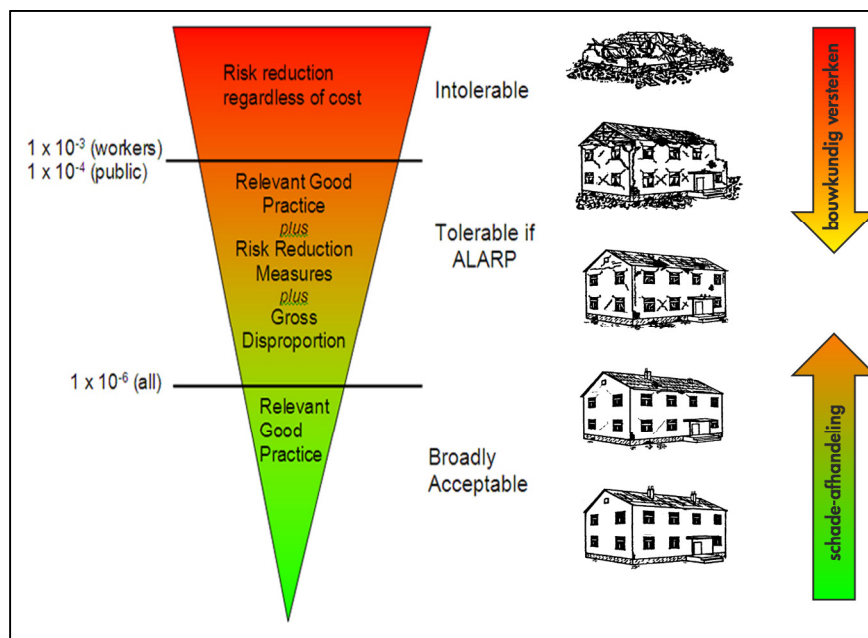 Risk reduction
regardless of cost
Intolerable
1 x 10⁻³ (workers)
1 x 10⁻⁴ (public)
Relevant Good
Practice
plus
Risk Reduction
Measures
plus
Gross
Disproportion
Tolerable if
ALARP
1 x 10⁻⁶ (all)
Relevant
Good
Practice
Broadly
Acceptable
bouwkundig versterken
schade-afhandeling